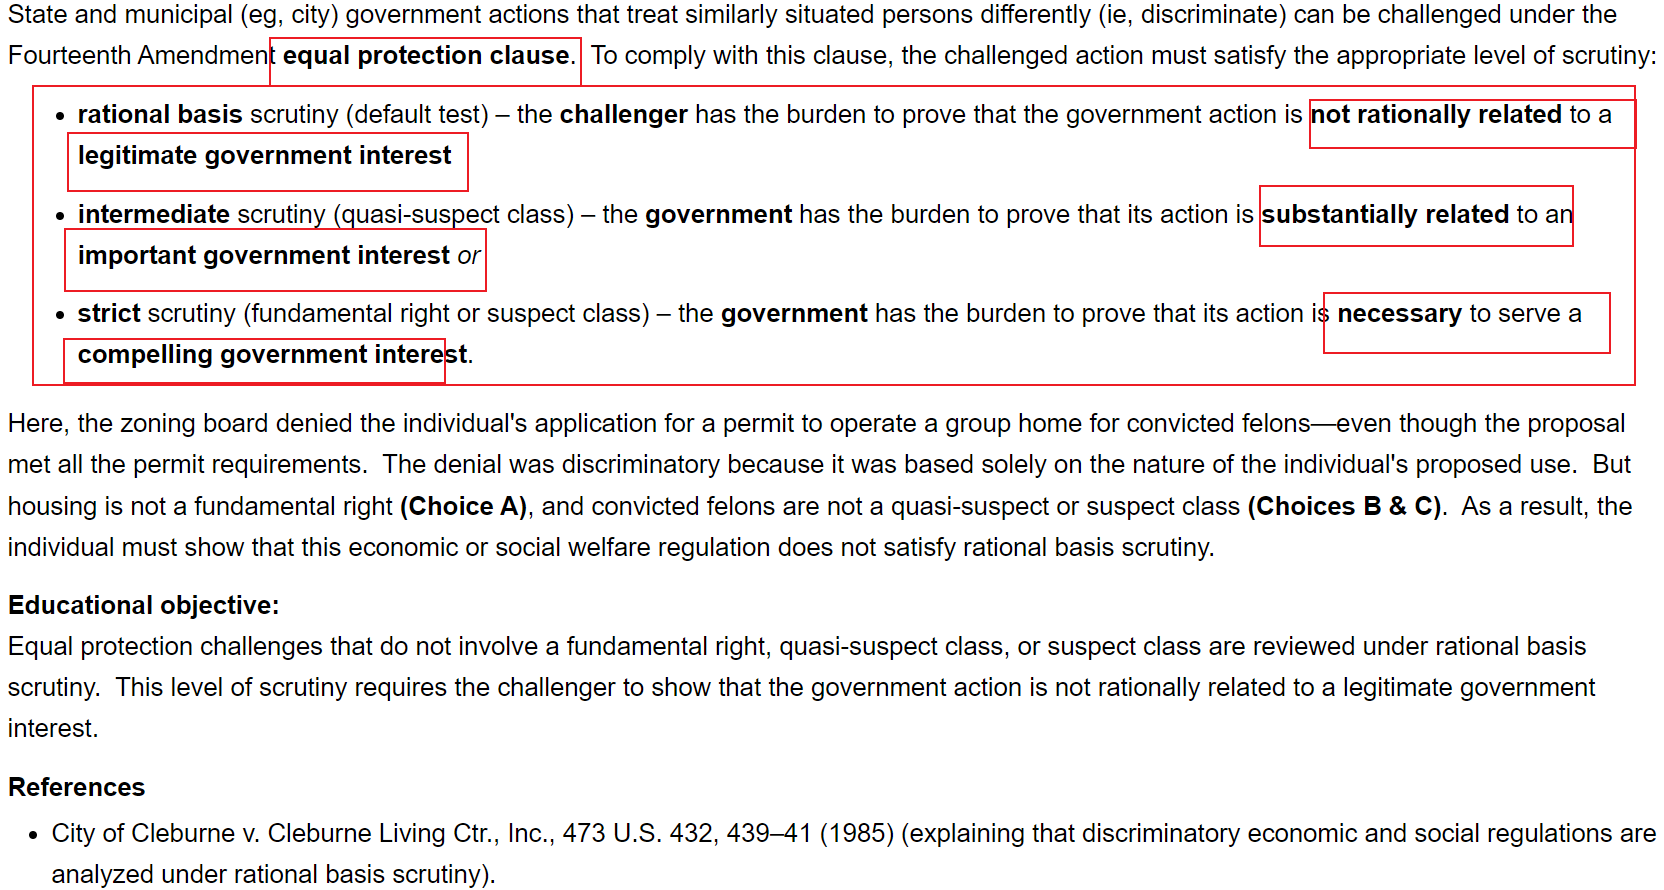 State and municipal (eg, city) government actions that treat similarly situated persons differently (ie, discriminate) can be challenged under the
Fourteenth Amendment equal protection clause.  To comply with this clause, the challenged action must satisfy the appropriate level of scrutiny:
• rational basis scrutiny (default test) – the challenger has the burden to prove that the government action is not rationally related to a
legitimate government interest
• intermediate scrutiny (quasi-suspect class) – the government has the burden to prove that its action is substantially related to an
important government interest or
• strict scrutiny (fundamental right or suspect class) – the government has the burden to prove that its action is necessary to serve a
compelling government interest.
Here, the zoning board denied the individual's application for a permit to operate a group home for convicted felons—even though the proposal
met all the permit requirements.  The denial was discriminatory because it was based solely on the nature of the individual's proposed use.  But
housing is not a fundamental right (Choice A), and convicted felons are not a quasi-suspect or suspect class (Choices B & C).  As a result, the
individual must show that this economic or social welfare regulation does not satisfy rational basis scrutiny.
Educational objective:
Equal protection challenges that do not involve a fundamental right, quasi-suspect class, or suspect class are reviewed under rational basis
scrutiny.  This level of scrutiny requires the challenger to show that the government action is not rationally related to a legitimate government
interest.
References
• City of Cleburne v. Cleburne Living Ctr., Inc., 473 U.S. 432, 439–41 (1985) (explaining that discriminatory economic and social regulations are
analyzed under rational basis scrutiny).